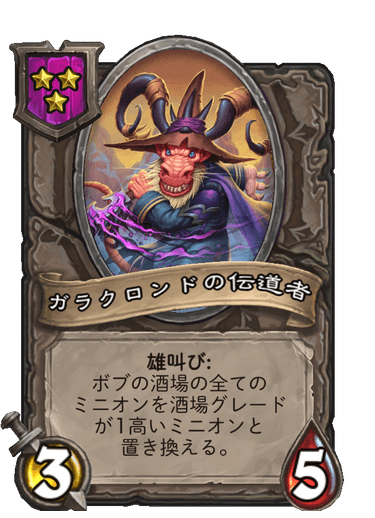 ガラクロンドの伝道者
雄叫び:
ボブの酒場の全ての
ミニオンを酒場グレード
が1高いミニオンと
置き換える。
3
5